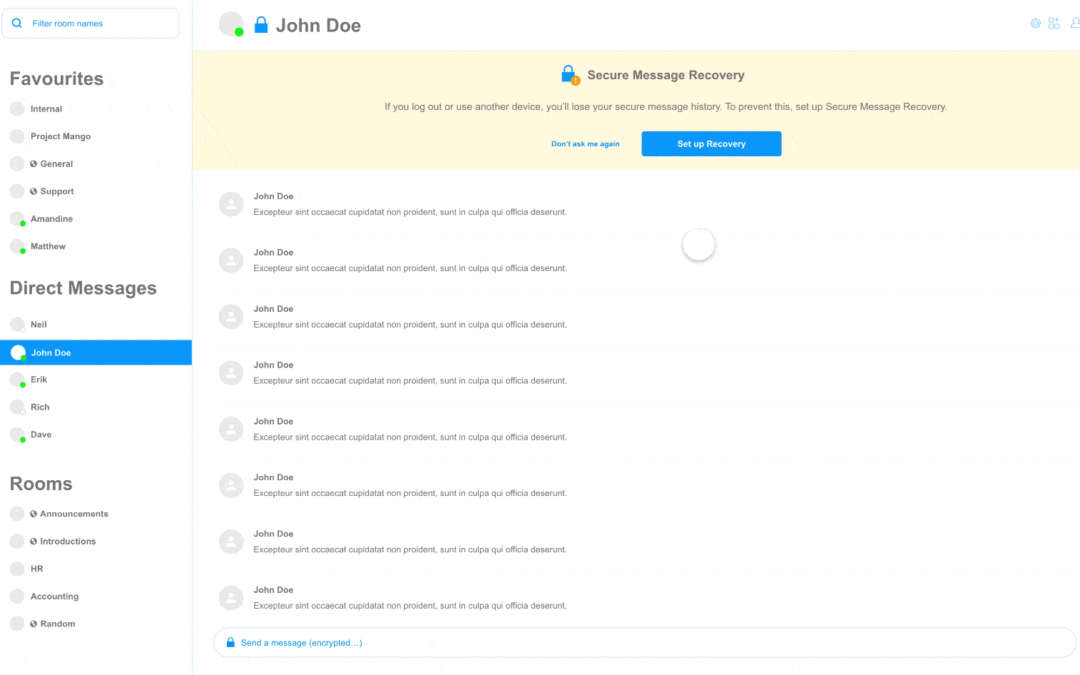 Filter room names
Favourites
Internal
Project Mango
General
Support
Amandine
Matthew
Direct Messages
Neil
John Doe
Erik
Rich
Dave
Rooms
Announcements
Introductions
HR
Accounting
Random
John Doe
Secure Message Recovery
If you log out or use another device, you'll lose your secure message history. To prevent this, set up Secure Message Recovery.
Don't ask me again
Set up Recovery
John Doe
Excepteur sint occaecat cupidatat non proident, sunt in culpa qui officia deserunt.
John Doe
Excepteur sint occaecat cupidatat non proident, sunt in culpa qui officia deserunt.
John Doe
Excepteur sint occaecat cupidatat non proident, sunt in culpa qui officia deserunt.
John Doe
Excepteur sint occaecat cupidatat non proident, sunt in culpa qui officia deserunt.
John Doe
Excepteur sint occaecat cupidatat non proident, sunt in culpa qui officia deserunt.
John Doe
Excepteur sint occaecat cupidatat non proident, sunt in culpa qui officia deserunt.
John Doe
Excepteur sint occaecat cupidatat non proident, sunt in culpa qui officia deserunt.
John Doe
Excepteur sint occaecat cupidatat non proident, sunt in culpa qui officia deserunt.
Send a message (encrypted...)